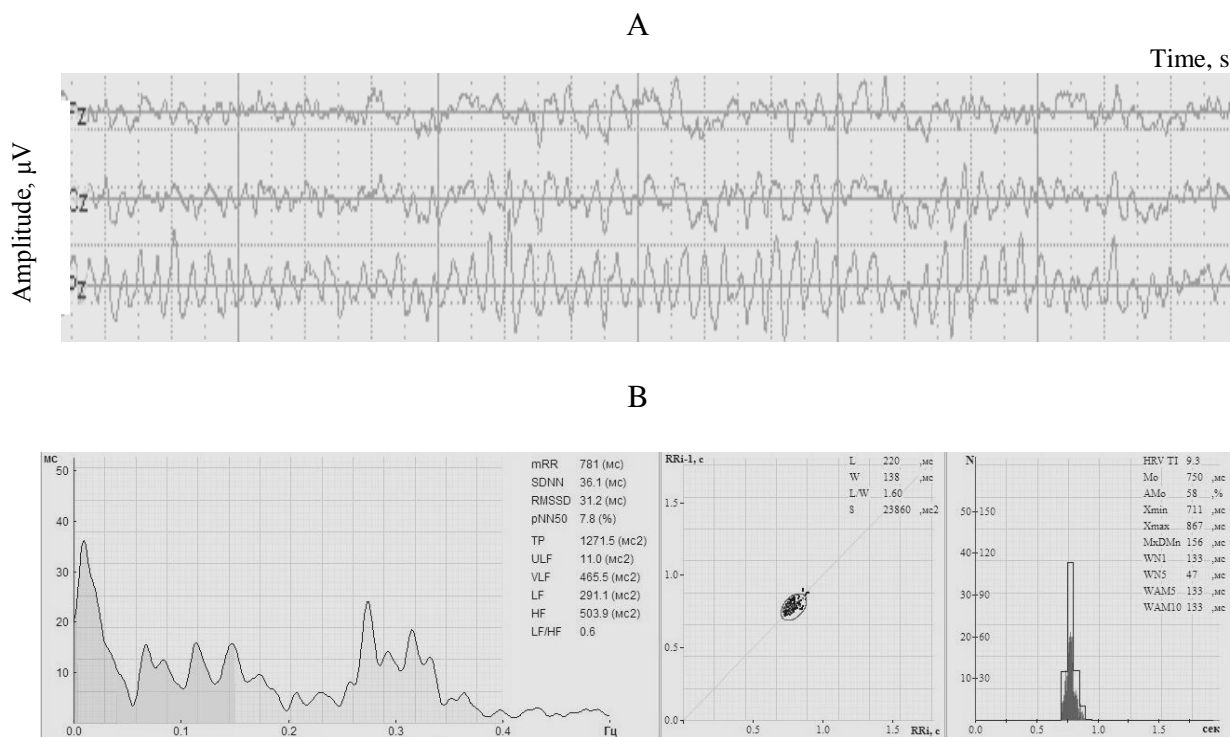 A
Time, s
Amplitude, µV
Fz
Cz
Pz
B
мс
50
40
30
20
10
0.0
0.1
0.2
0.3
0.4
Гц
mRR 781 (мс)
SDNN 36.1 (мс)
RMSSD 31.2 (мс)
pNN50 7.8 (%)
TP 1271.5 (мс2)
ULF 11.0 (мс2)
VLF 465.5 (мс2)
LF 291.1 (мс2)
HF 503.9 (мс2)
LF/HF 0.6
RRi-1, с
L 220 ,мс
W 138 ,мс
L/W 1.60
S 23860 ,мс2
1.5
1.0
0.5
0.0
0.5
1.0
1.5
RRi, с
N
50 150
40 120
30 90
20 60
10 30
0.0
0.5
1.0
1.5
сек
HRV TI 9.3
Mo 750 ,мс
AMo 58 ,%
Xmin 711 ,мс
Xmax 867 ,мс
MxDMn 156 ,мс
WN1 133 ,мс
WN5 47 ,мс
WAM5 133 ,мс
WAM10 133 ,мс